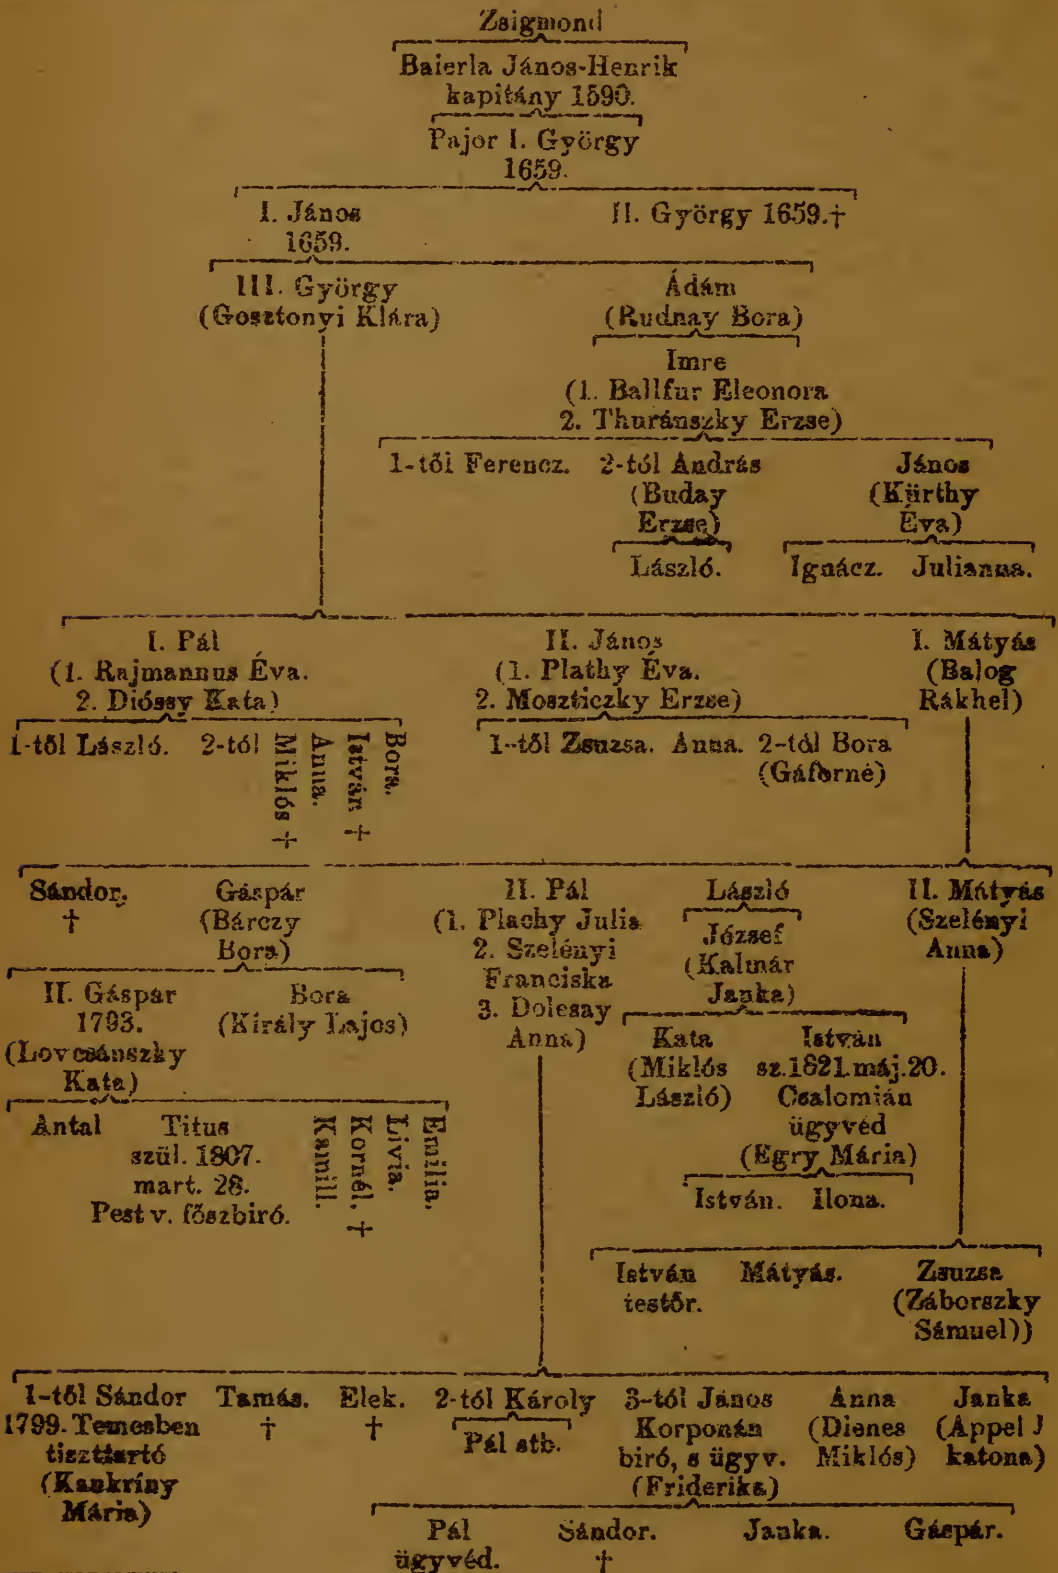 Zsigmond
Baierla János-Henrik
kapitány 1590.
Pajor I. György
1659.
I. János II. György 1659.†
1659.
III. György Ádám
(Gosztonyi Klára) (Rudnay Bora)
Imre
(1. Ballfur Eleonora
2. Thuránszky Erzse)
1-től Ferencz. 2-tól András János
(Buday (Kürthy
Erzse) Éva)
László. Ignácz. Julianna.
I. Pál II. János I. Mátyás
(1. Rajmannus Éva. (1. Plathy Éva. (Balog
2. Dióssy Kata) 2. Moszticzky Erzse) Rákhel)
1-től László. 2-tól Miklós † Anna. István † Bora. 1-től Zsuzsa. Anna. 2-tól Bora
(Gáforné)
Sándor. Gáspár II. Pál László II. Mátyás
† (Bárczy (1. Plachy Julia József (Szelényi
Bora) 2. Szelényi (Kalmár Anna)
II. Gáspár Bora Franciska Janka)
1793. (Király Lajos) 3. Dolesay
(Lovcsánszky Anna) Kata István
Kata) (Miklós sz.1821.máj.20.
László) Csalomián
Antal Titus Kamill. Kornél. † Livia. Emilia. ügyvéd
szül. 1807. (Egry Mária)
mart. 28. István. Ilona.
Pest v. főszbiró.
István Mátyás. Zsuzsa
testőr. (Záborszky
Sámuel))
1-től Sándor Tamás. Elek. 2-tól Károly 3-tól János Anna Janka
1799. Temesben † † Pál stb. Korponán (Dienes (Appel J
tiszttartó biró, s ügyv. Miklós) katona)
(Kankríny (Friderika)
Mária)
Pál Sándor. Janka. Gáspár.
ügyvéd. †